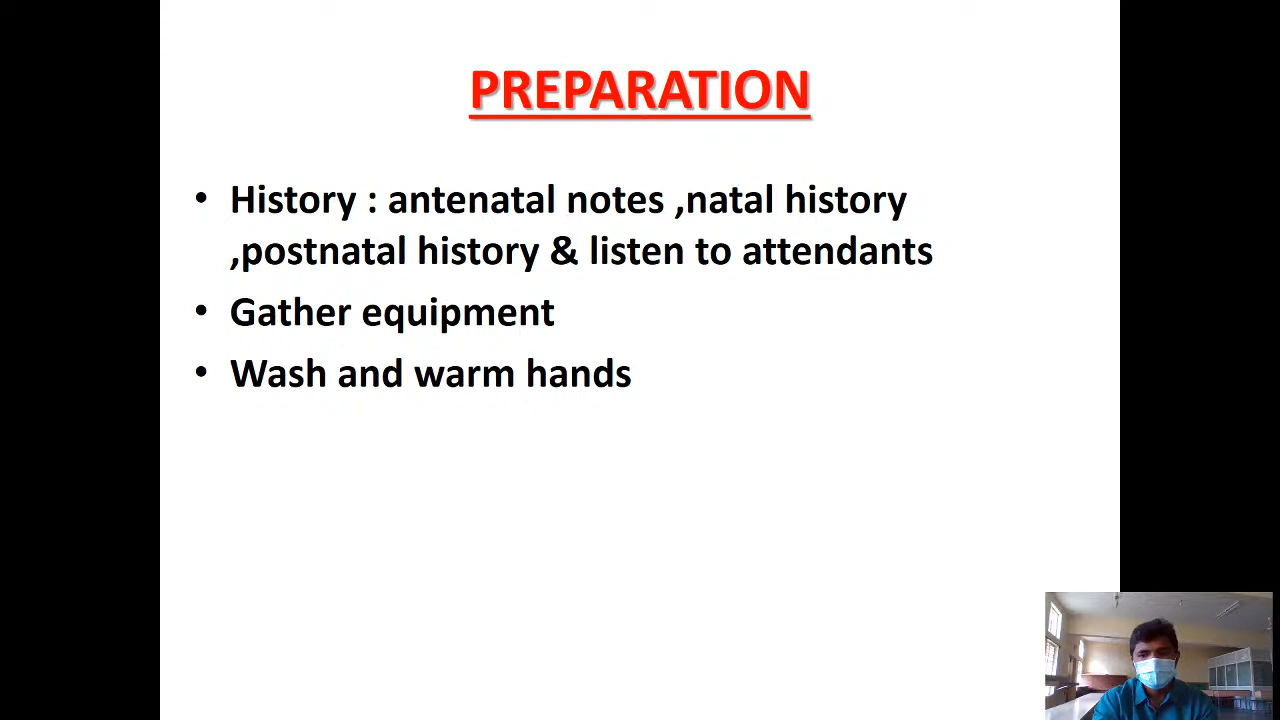 PREPARATION
• History : antenatal notes ,natal history
,postnatal history & listen to attendants
• Gather equipment
• Wash and warm hands